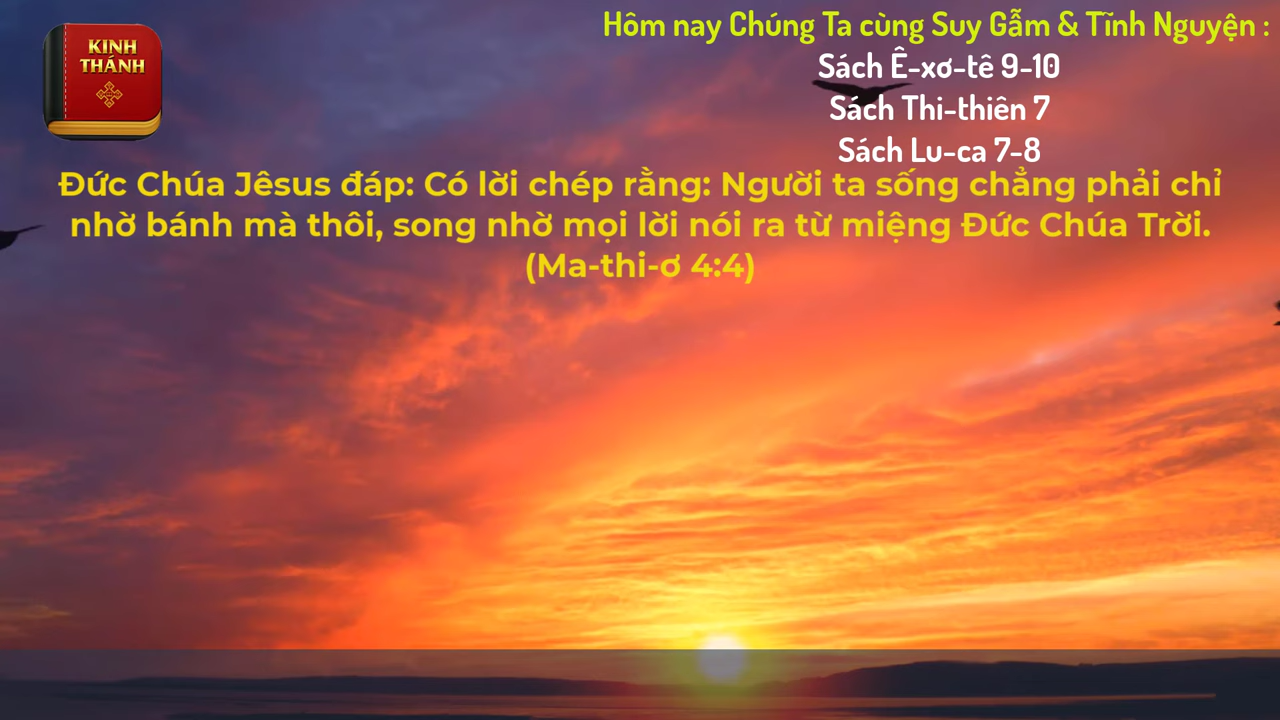 KINH
THÁNH
Hôm nay Chúng Ta cùng Suy Gẫm & Tĩnh Nguyện :
Sách Ê-xơ-tê 9-10
Sách Thi-thiên 7
Sách Lu-ca 7-8
Đức Chúa Jêsus đáp: Có lời chép rằng: Người ta sống chẳng phải chỉ
nhờ bánh mà thôi, song nhờ mọi lời nói ra từ miệng Đức Chúa Trời.
(Ma-thi-ơ 4:4)